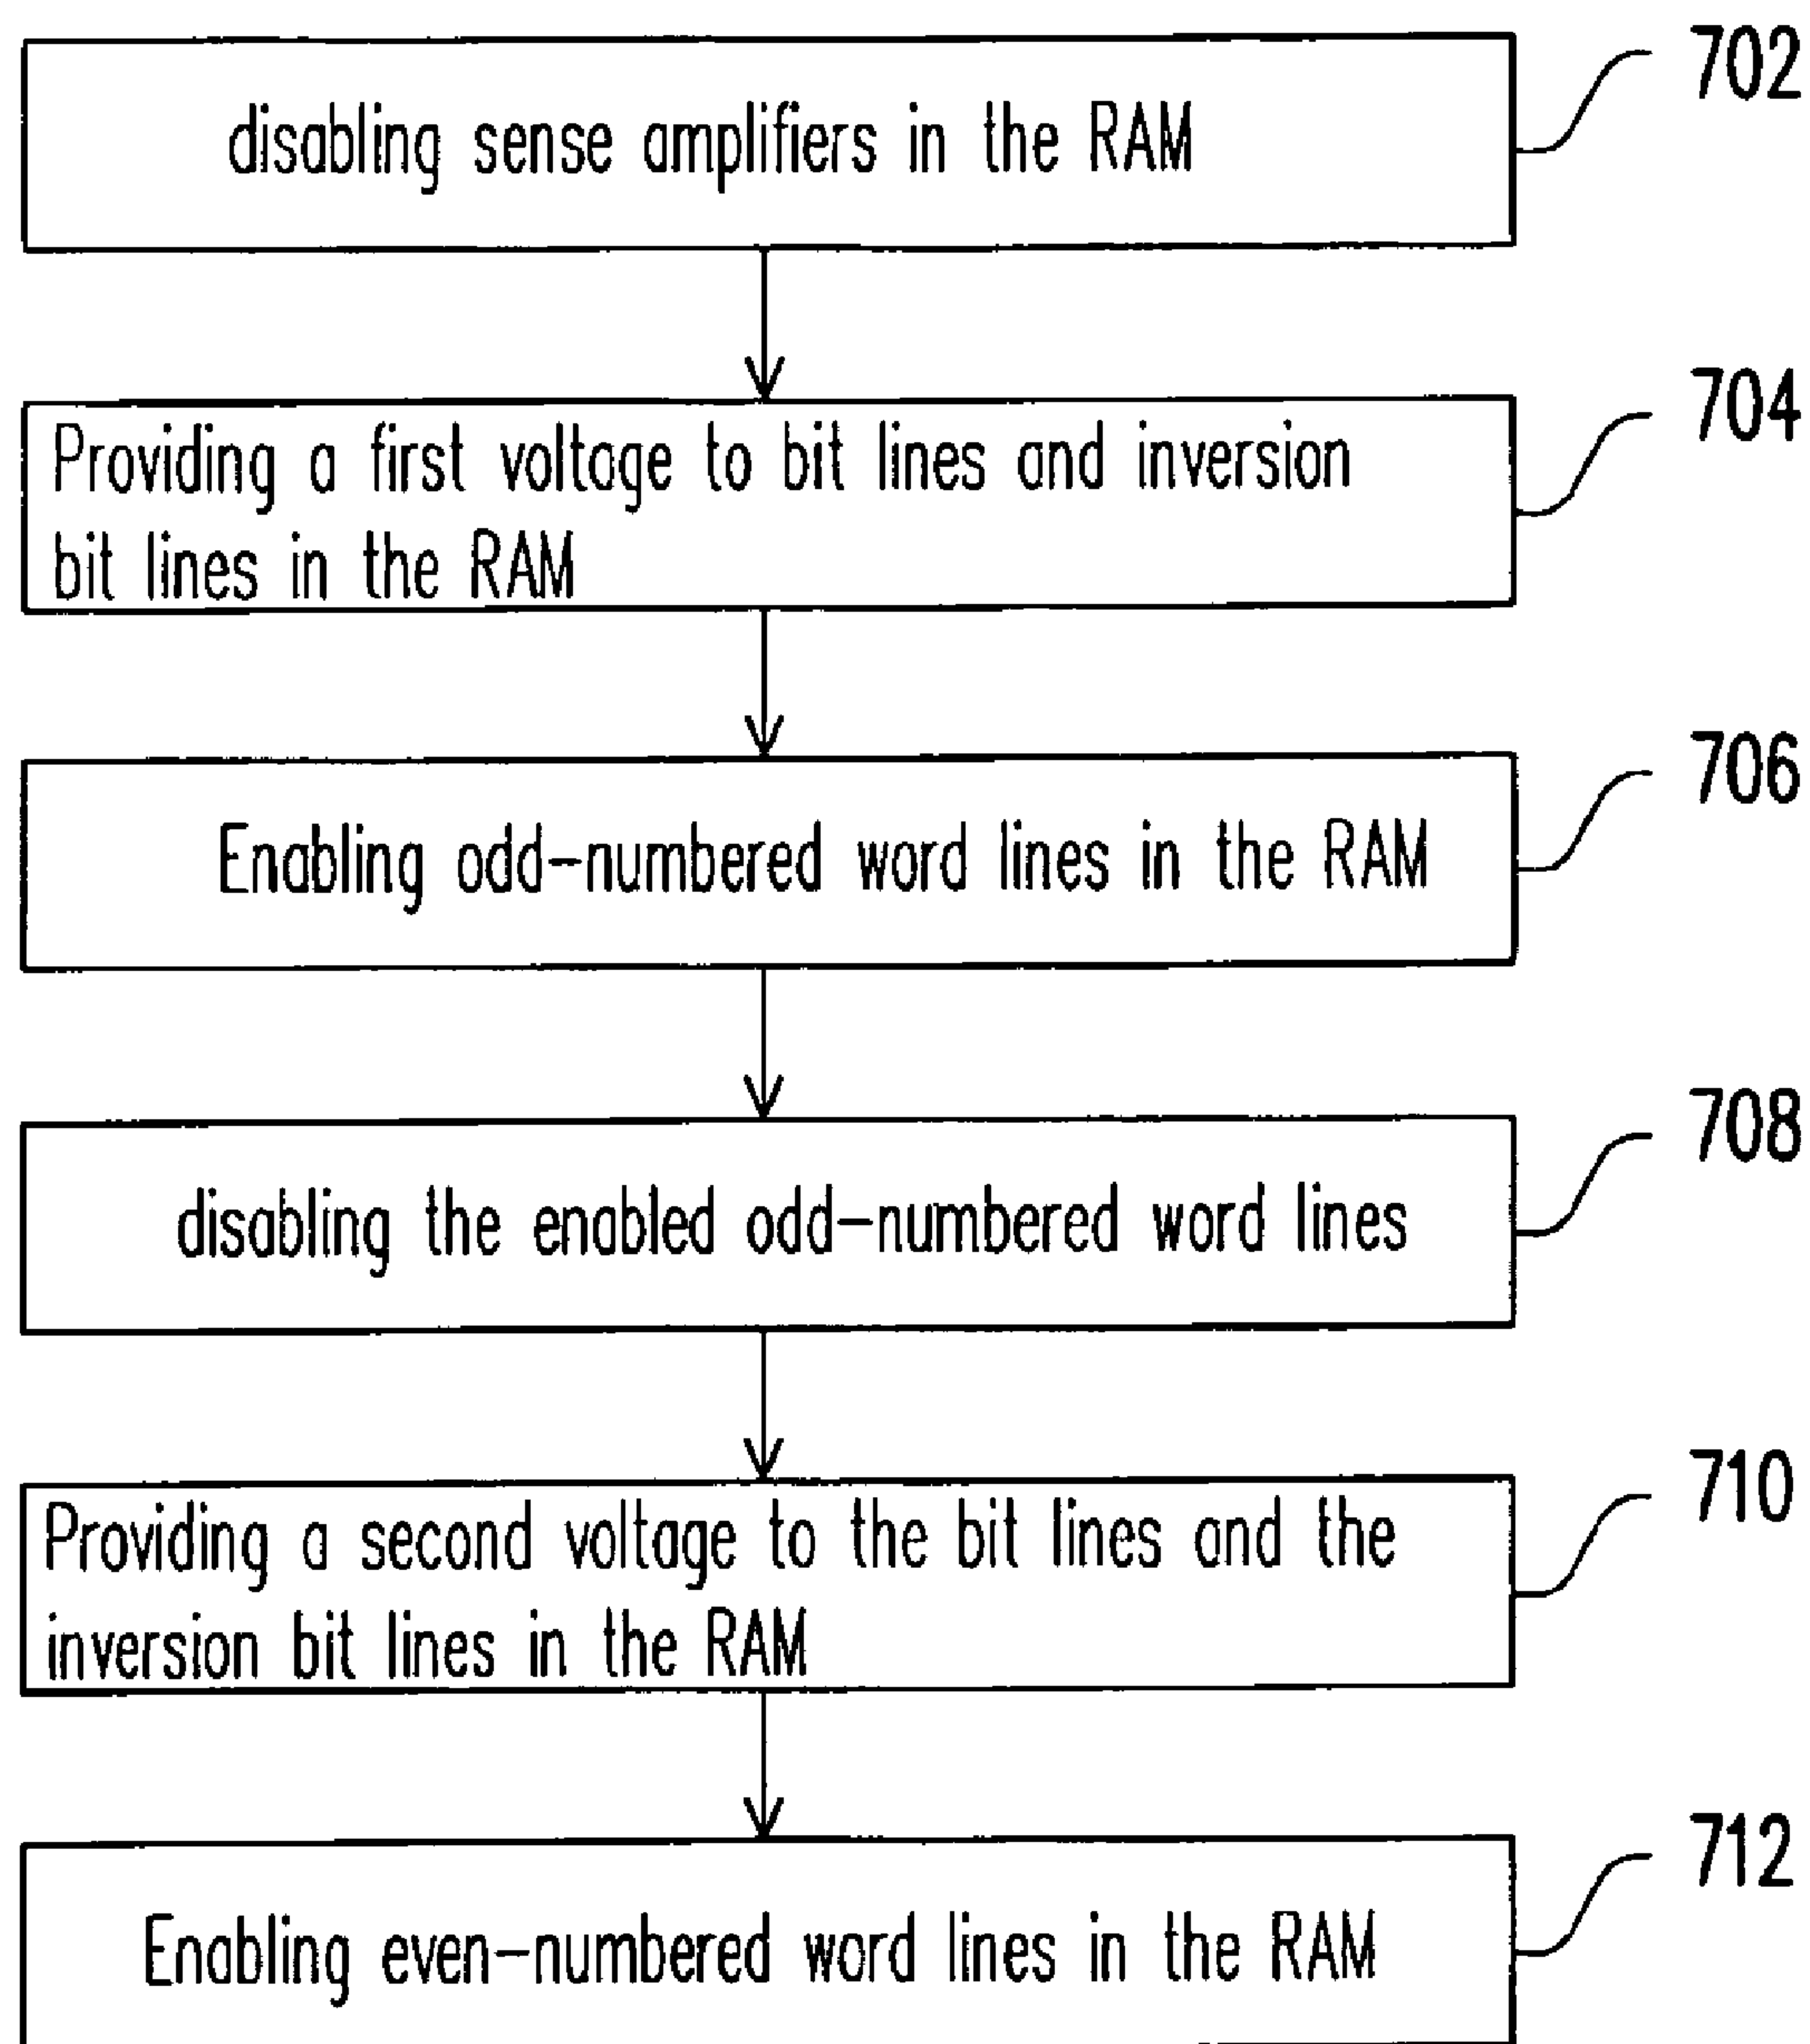 disabling sense amplifiers in the RAM
702
Providing a first voltage to bit lines and inversion
bit lines in the RAM
704
Enabling odd-numbered word lines in the RAM
706
disabling the enabled odd-numbered word lines
708
Providing a second voltage to the bit lines and the
inversion bit lines in the RAM
710
Enabling even-numbered word lines in the RAM
712